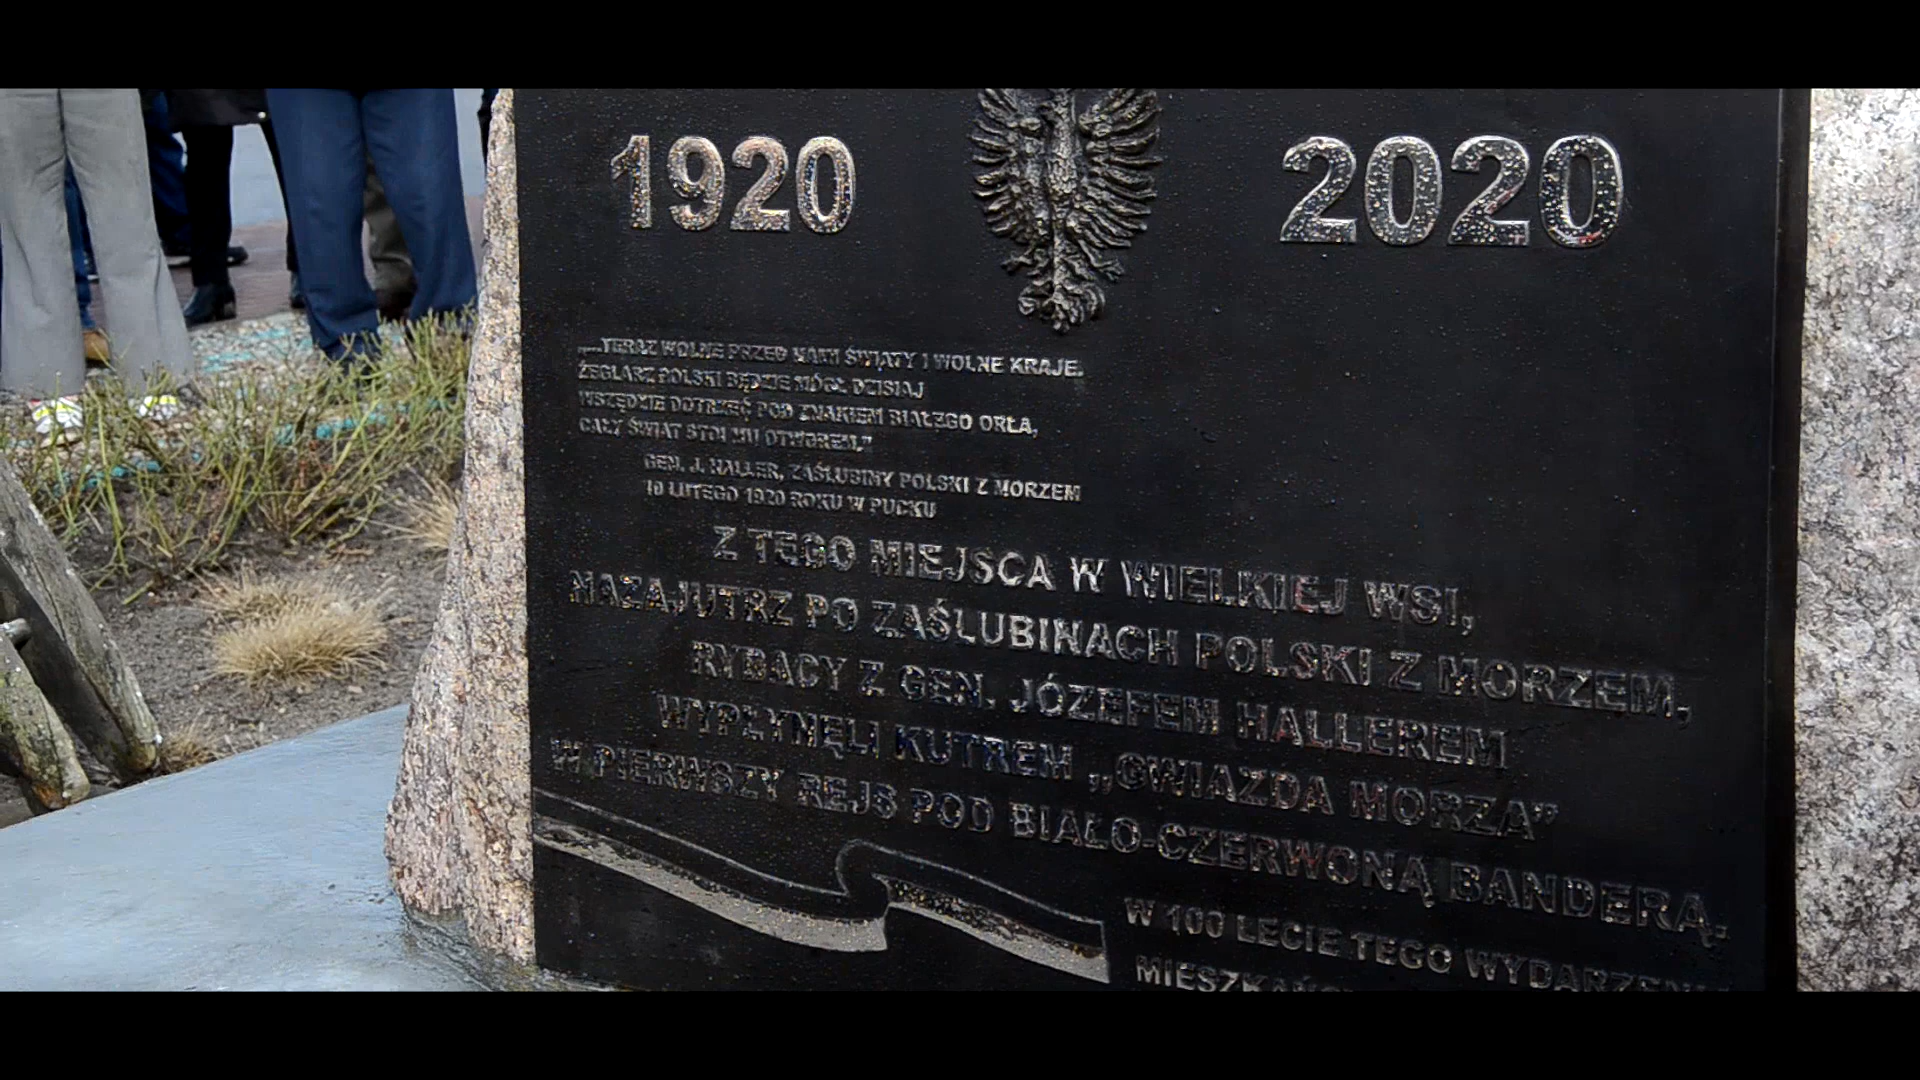 1920 2020
„...TERAZ WOLNE PRZED NAMI ŚWIATY I WOLNE KRAJE.
ŻEGLARZ POLSKI BĘDZIE MÓGŁ DZISIAJ
WSZĘDZIE DOTRZEĆ POD ZNAKIEM BIAŁEGO ORŁA,
CAŁY ŚWIAT STOI MU OTWOREM."
GEN. J. HALLER, ZAŚLUBINY POLSKI Z MORZEM
10 LUTEGO 1920 ROKU W PUCKU
Z TEGO MIEJSCA W WIELKIEJ WSI,
NAZAJUTRZ PO ZAŚLUBINACH POLSKI Z MORZEM,
RYBACY Z GEN. JÓZEFEM HALLEREM
WYPŁYNĘLI KUTREM „GWIAZDA MORZA”
W PIERWSZY REJS POD BIAŁO-CZERWONĄ BANDERĄ.
W 100 LECIE TEGO